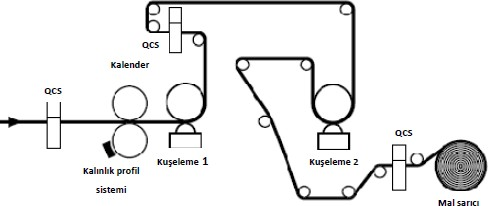 QCS
Kalender
QCS
Kalınlık profil
sistemi
Kuşeleme 1
Kuşeleme 2
QCS
Mal sarıcı